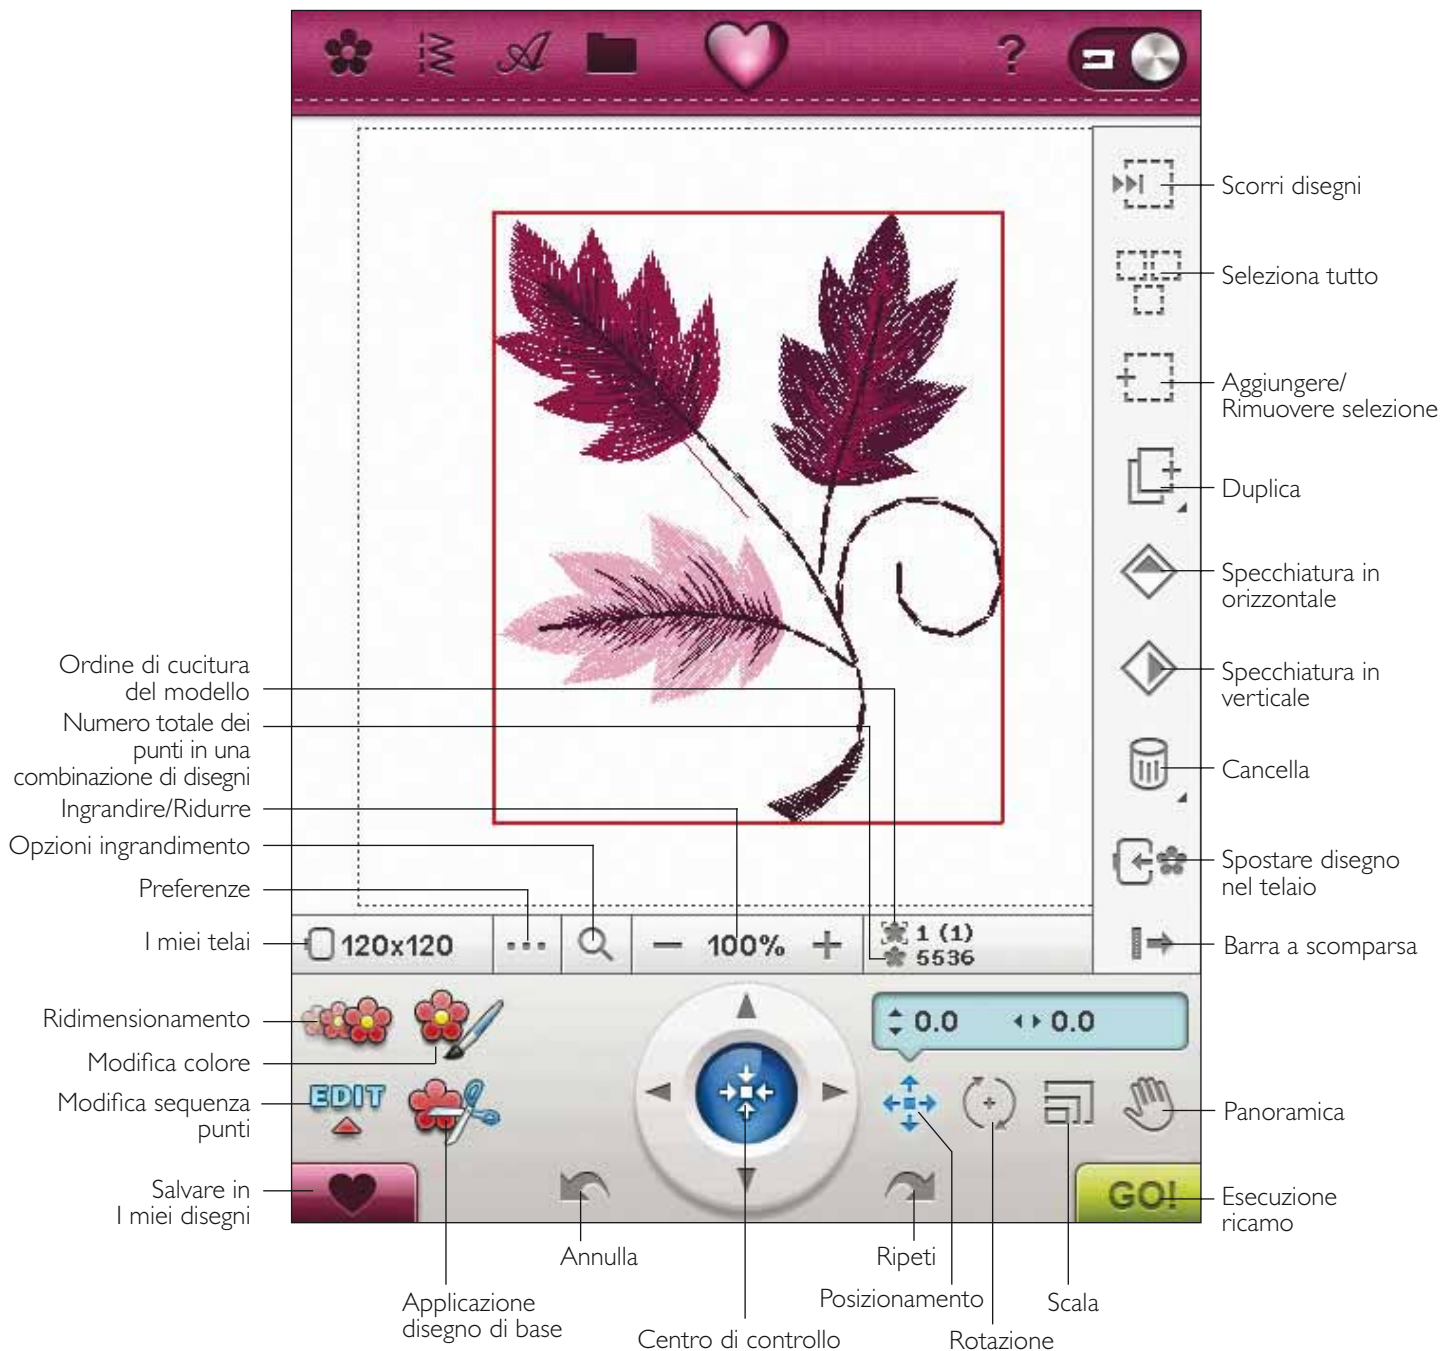 ?
Scorri disegni
Seleziona tutto
Aggiungere/
Rimuovere selezione
Duplica
Specchiatura in
orizzontale
Specchiatura in
verticale
Cancella
Spostare disegno
nel telaio
Barra a scomparsa
Ordine di cucitura
del modello
Numero totale dei
punti in una
combinazione di disegni
Ingrandire/Ridurre
Opzioni ingrandimento
Preferenze
I miei telai
120x120
...
— 100% +
1 (1)
5536
Ridimensionamento
Modifica colore
Modifica sequenza
punti
EDIT
0.0
0.0
Panoramica
Salvare in
I miei disegni
GO!
Esecuzione
ricamo
Annulla
Ripeti
Applicazione
disegno di base
Centro di controllo
Posizionamento
Rotazione
Scala